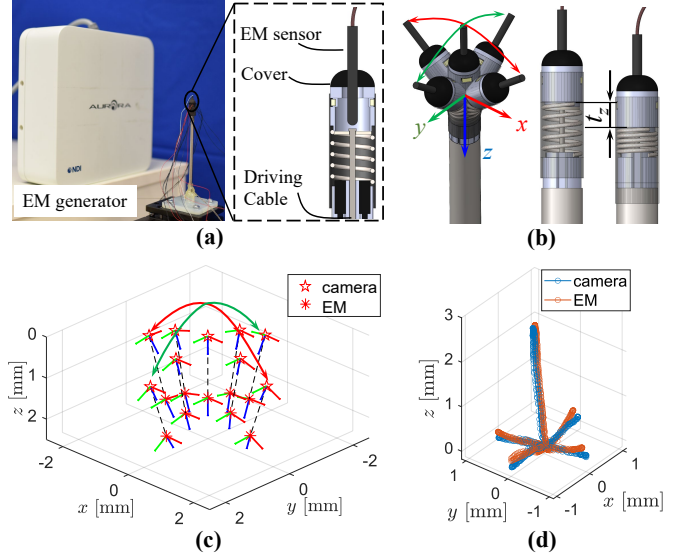 AURORA
NDI
EM generator
EM sensor
Cover
Driving
Cable
(a)
x
y
z
t_z
(b)
camera
EM
0
1
2
z [mm]
-2
0
2
x [mm]
2
0
-2
y [mm]
(c)
camera
EM
3
2
1
0
z [mm]
1
0
-1
y [mm]
-1
0
1
x [mm]
(d)